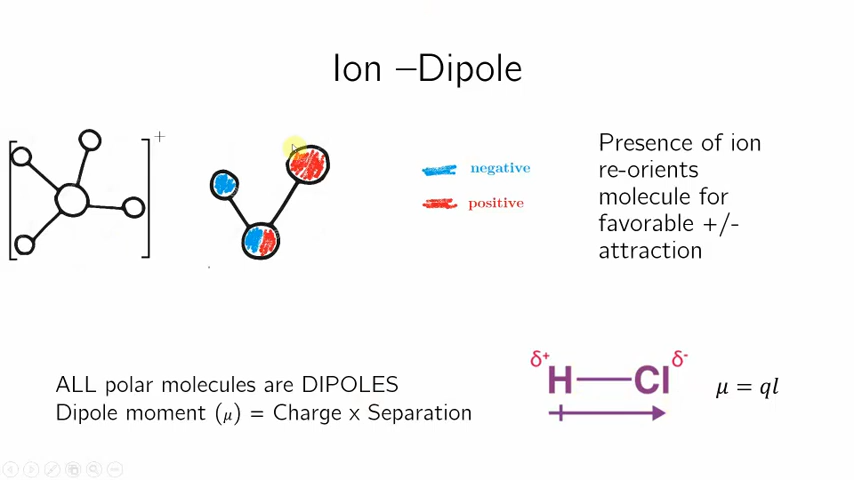 Ion –Dipole
+
negative
positive
Presence of ion
re-orients
molecule for
favorable +/-
attraction
ALL polar molecules are DIPOLES
Dipole moment (μ) = Charge x Separation
δ+ δ-
H Cl
μ = ql